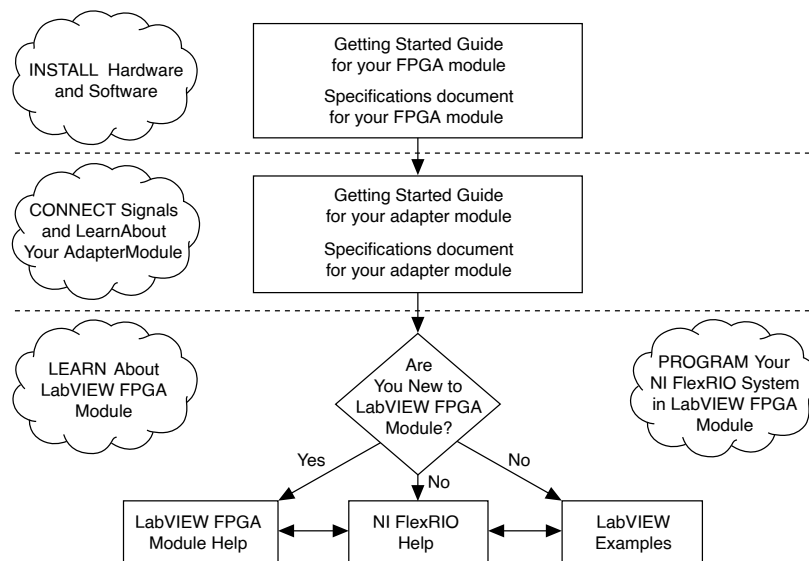 INSTALL Hardware
and Software
Getting Started Guide
for your FPGA module
Specifications document
for your FPGA module
CONNECT Signals
and LearnAbout
Your AdapterModule
Getting Started Guide
for your adapter module
Specifications document
for your adapter module
LEARN About
LabVIEW FPGA
Module
Are
You New to
LabVIEW FPGA
Module?
PROGRAM Your
NI FlexRIO System
in LabVIEW FPGA
Module
Yes
No
No
LabVIEW FPGA
Module Help
NI FlexRIO
Help
LabVIEW
Examples